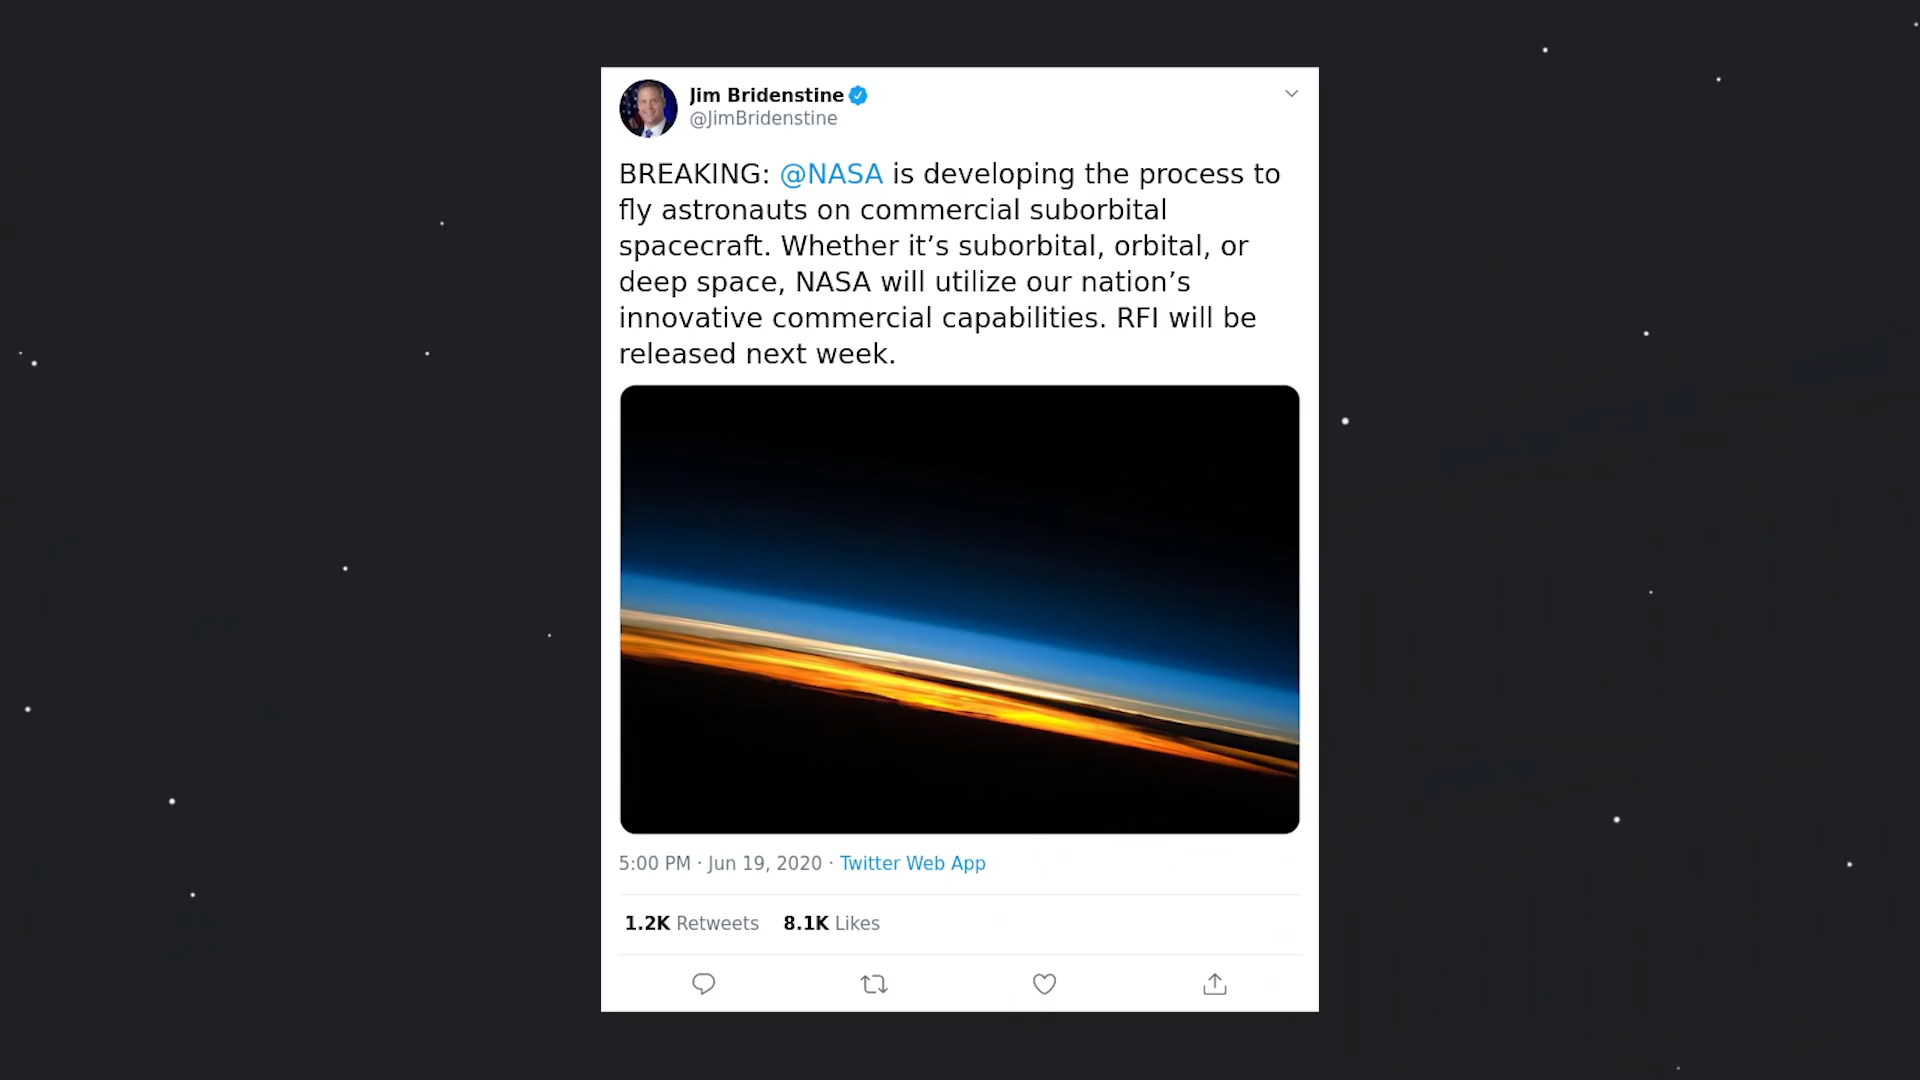 Jim Bridenstine
@JimBridenstine
BREAKING: @NASA is developing the process to
fly astronauts on commercial suborbital
spacecraft. Whether it’s suborbital, orbital, or
deep space, NASA will utilize our nation’s
innovative commercial capabilities. RFI will be
released next week.
5:00 PM · Jun 19, 2020 · Twitter Web App
1.2K Retweets 8.1K Likes